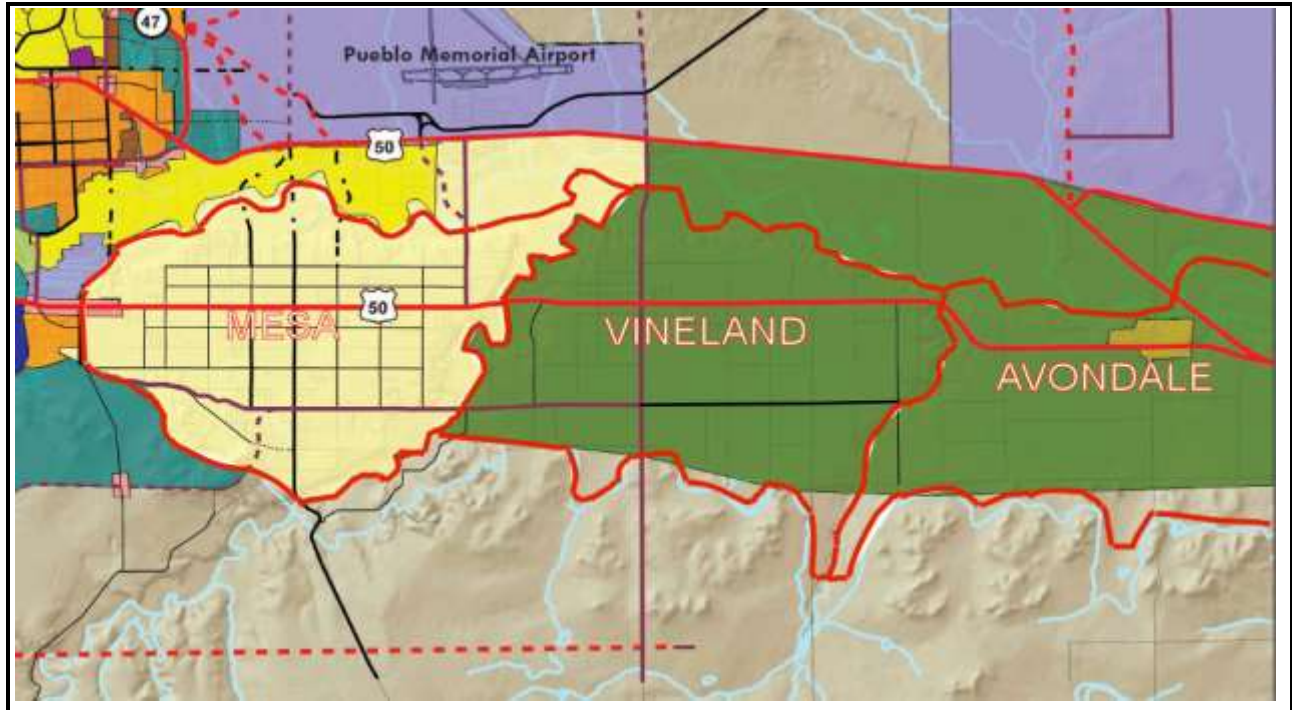 47
Pueblo Memorial Airport
50
50
MESA
VINELAND
AVONDALE